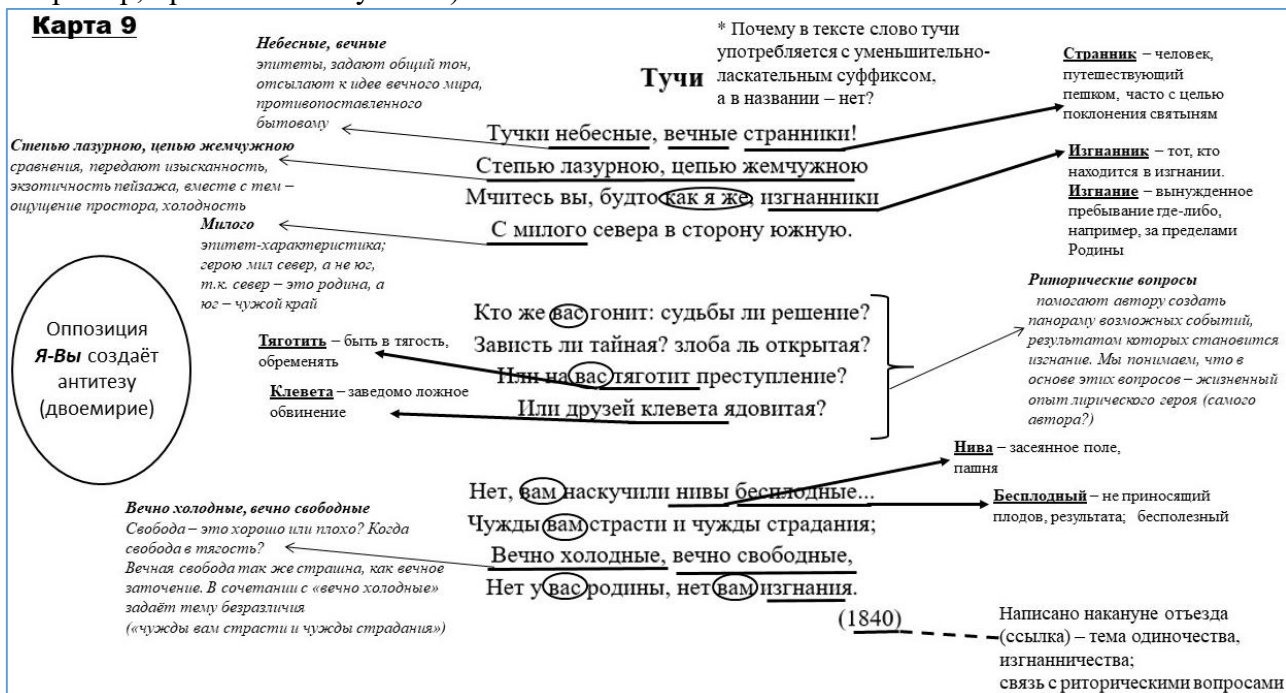 Карта 9
Небесные, вечные
эпитеты, задают общий тон,
отсылают к идее вечного мира,
противопоставленного
бытовому
Степью лазурною, цепью жемчужною
сравнения, передают изысканность,
экзотичность пейзажа, вместе с тем –
ощущение простора, холодность
Милого
эпитет-характеристика;
герою мил север, а не юг,
т.к. север – это родина, а
юг – чужой край
Оппозиция
Я-Вы создаёт
антитезу
(двоемирие)
Тяготить – быть в тягость,
обременять
Клевета – заведомо ложное
обвинение
Вечно холодные, вечно свободные
Свобода – это хорошо или плохо? Когда
свобода в тягость?
Вечная свобода так же страшна, как вечное
заточение. В сочетании с «вечно холодные»
задаёт тему безразличия
(«чужды вам страсти и чужды страдания»)
Тучи
* Почему в тексте слово тучи
употребляется с уменьшительно-
ласкательным суффиксом,
а в названии – нет?
Тучки небесные, вечные странники!
Степью лазурною, цепью жемчужною
Мчитесь вы, будто как я же, изгнанники
С милого севера в сторону южную.
Кто же вас гонит: судьбы ли решение?
Зависть ли тайная? злоба ль открытая?
Или на вас тяготит преступление?
Или друзей клевета ядовитая?
Нет, вам наскучили нивы бесплодные...
Чужды вам страсти и чужды страдания;
Вечно холодные, вечно свободные,
Нет у вас родины, нет вам изгнания.
(1840)
Странник – человек,
путешествующий
пешком, часто с целью
поклонения святыням
Изгнанник – тот, кто
находится в изгнании.
Изгнание – вынужденное
пребывание где-либо,
например, за пределами
Родины
Риторические вопросы
помогают автору создать
панораму возможных событий,
результатом которых становится
изгнание. Мы понимаем, что в
основе этих вопросов – жизненный
опыт лирического героя (самого
автора?)
Нива – засеянное поле,
пашня
Бесплодный – не приносящий
плодов, результата; бесполезный
Написано накануне отъезда
(ссылка) – тема одиночества,
изгнанничества;
связь с риторическими вопросами